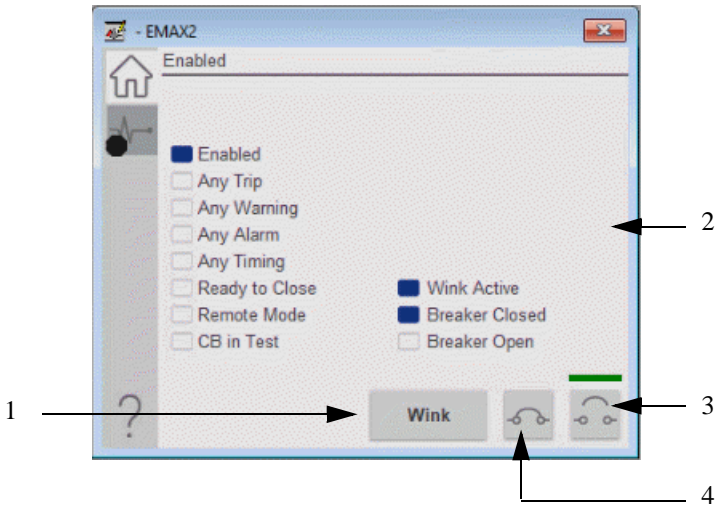 - EMAX2
Enabled
Enabled
Any Trip
Any Warning
Any Alarm
Any Timing
Ready to Close
Wink Active
Remote Mode
Breaker Closed
CB in Test
Breaker Open
?
Wink
1
2
3
4